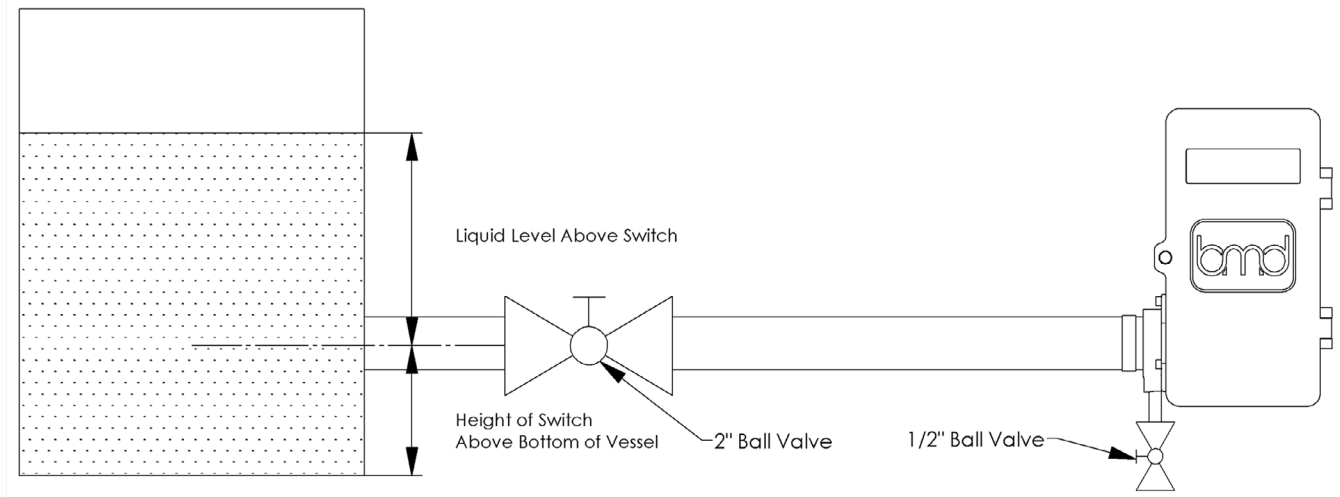 bmd
Liquid Level Above Switch
Height of Switch
Above Bottom of Vessel
2" Ball Valve
1/2" Ball Valve